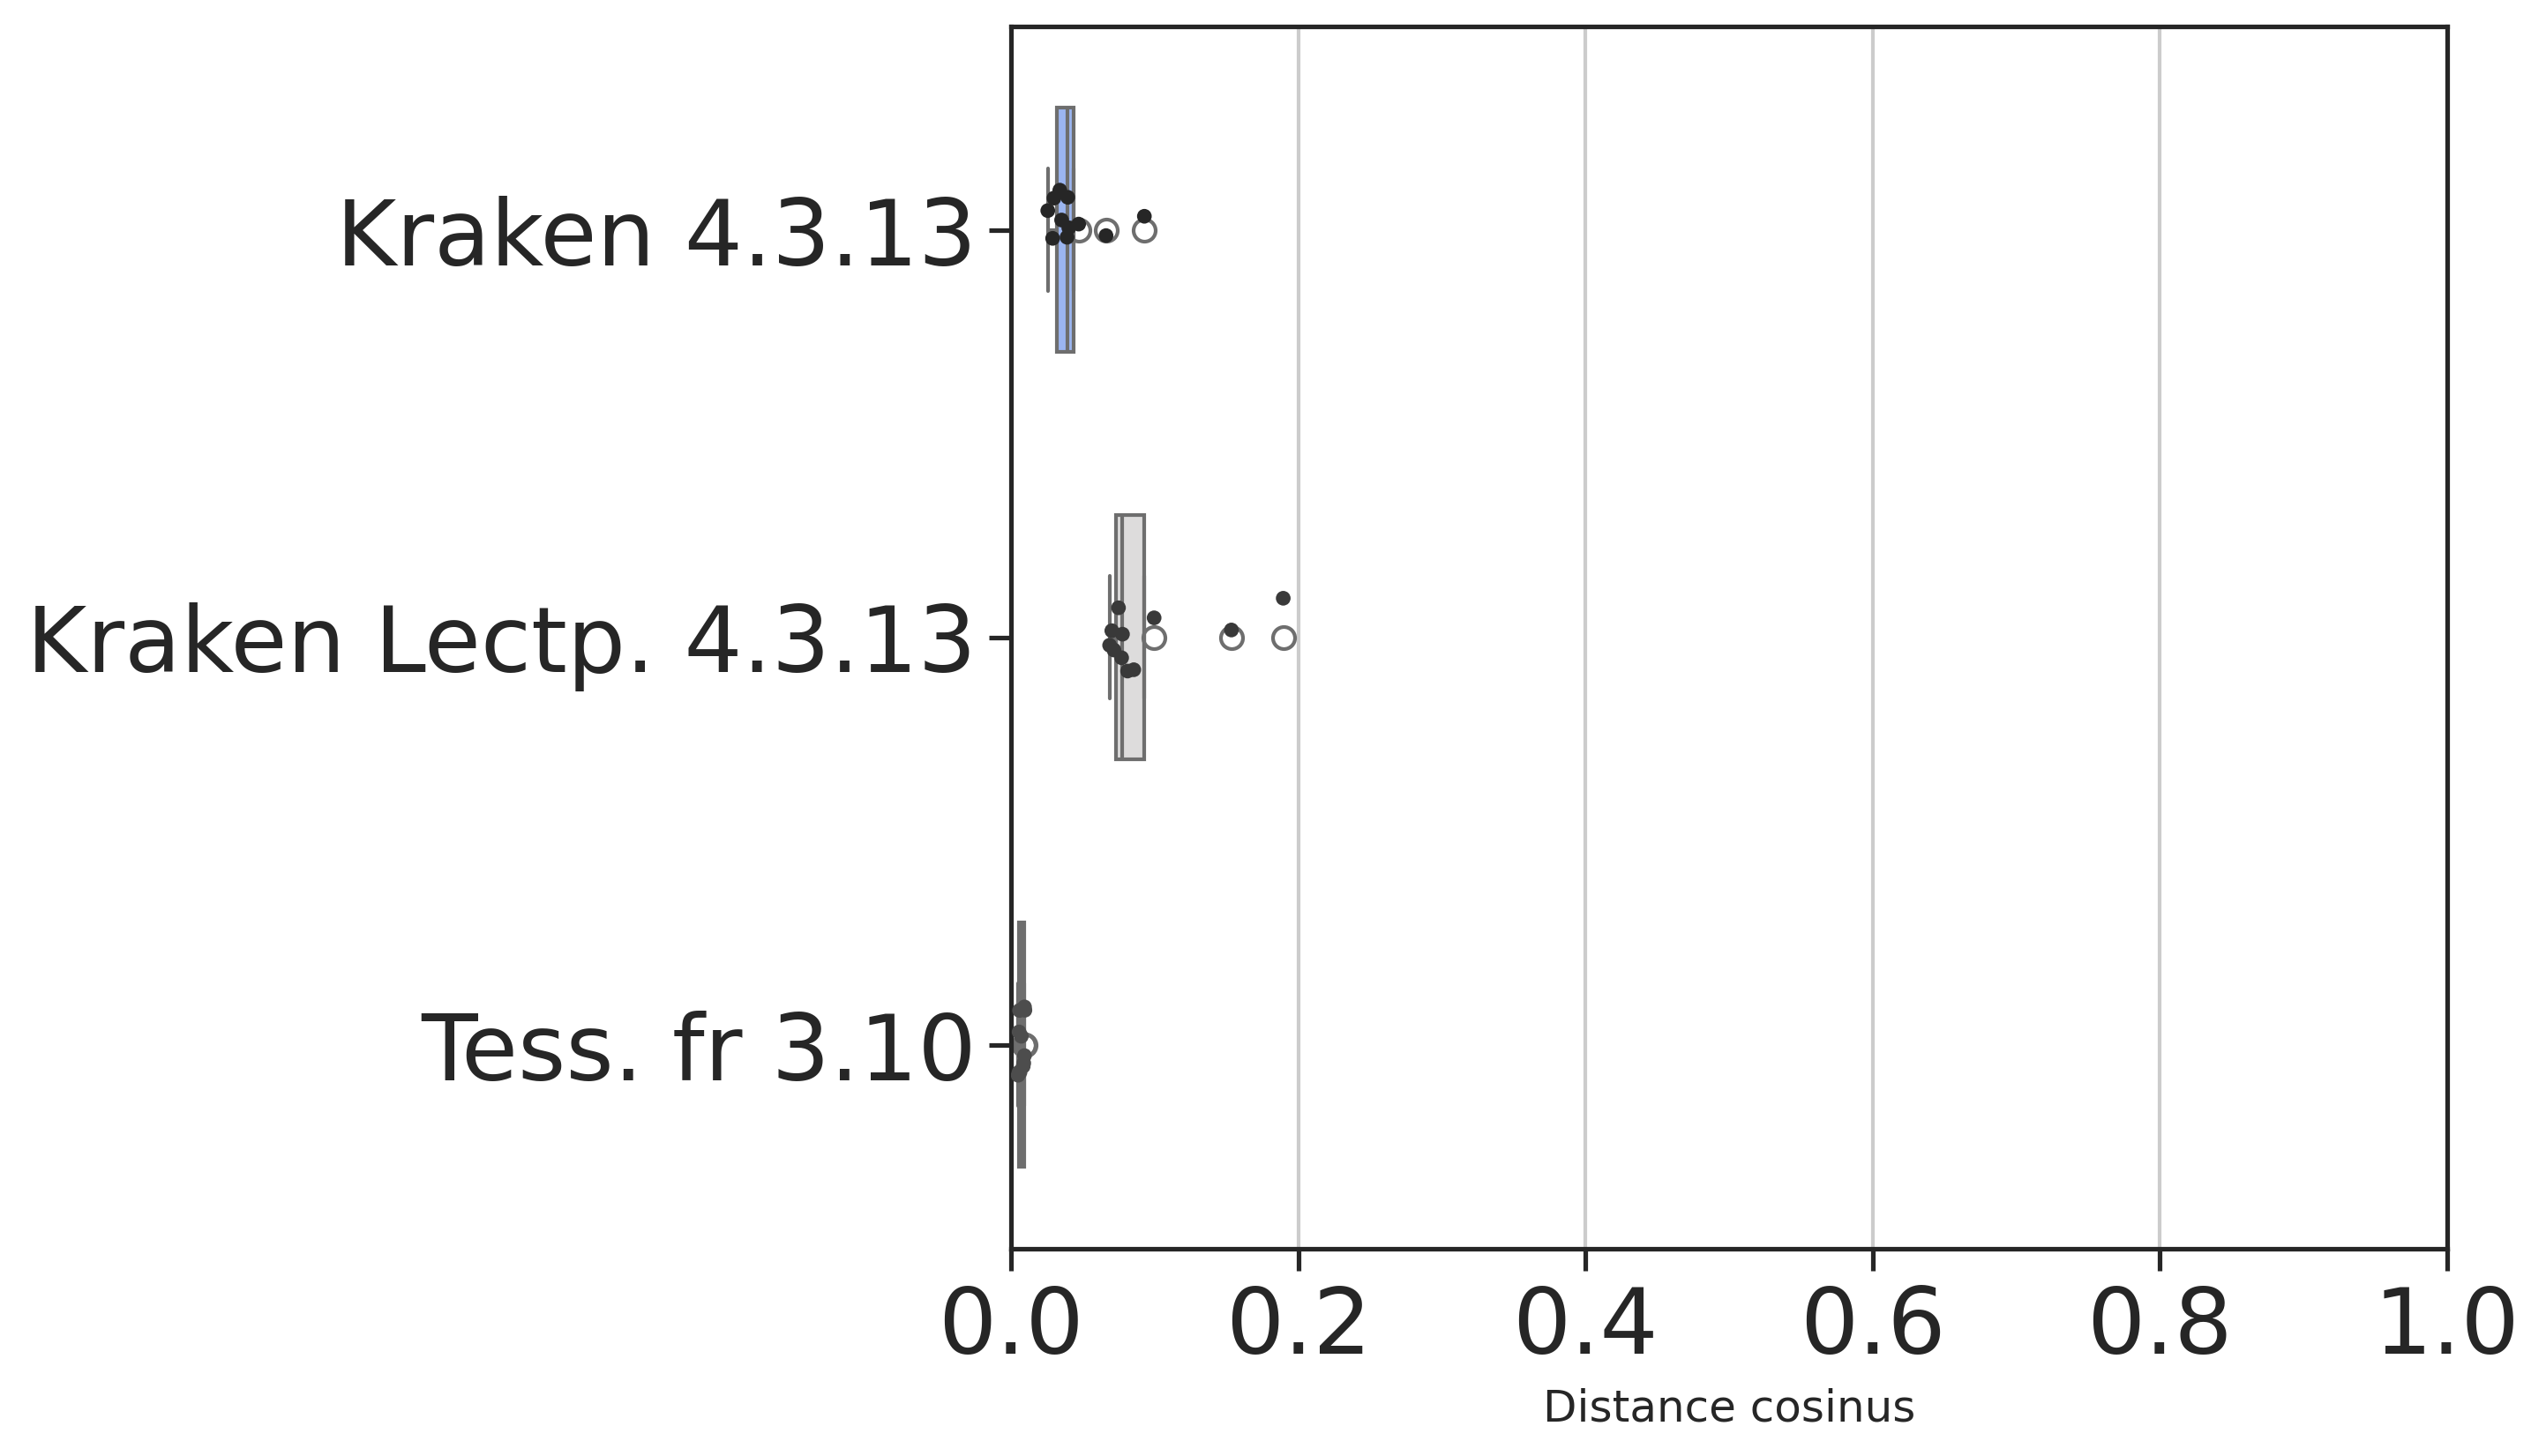 Kraken 4.3.13
Kraken Lectp. 4.3.13
Tess. fr 3.10
0.0 0.2 0.4 0.6 0.8 1.0
Distance cosinus